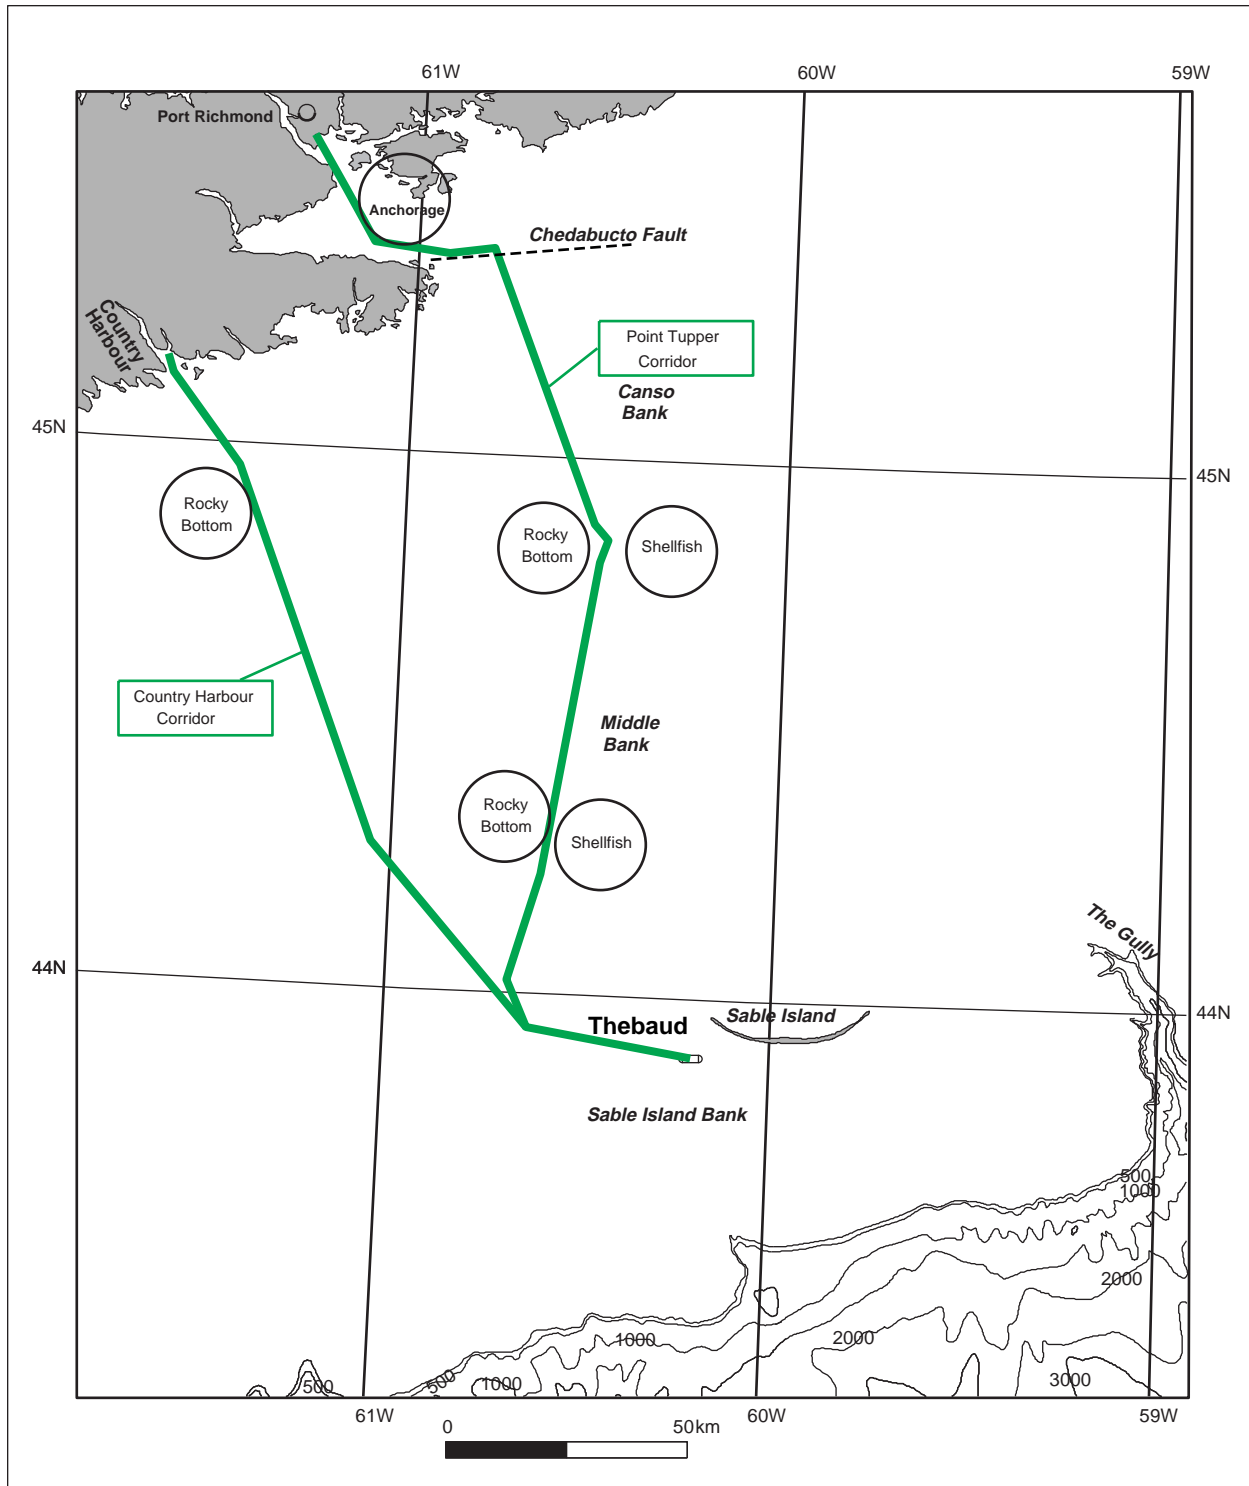 61W
60W
59W
Port Richmond
Anchorage
Chedabucto Fault
Country
Harbour
Point Tupper
Corridor
Canso
Bank
45N
45N
Rocky
Bottom
Rocky
Bottom
Shellfish
Country Harbour
Corridor
Middle
Bank
Rocky
Bottom
Shellfish
The Gully
44N
44N
Sable Island
Thebaud
Sable Island Bank
500
1000
2000
1000
2000
500
500
1000
3000
61W
60W
59W
0
50km